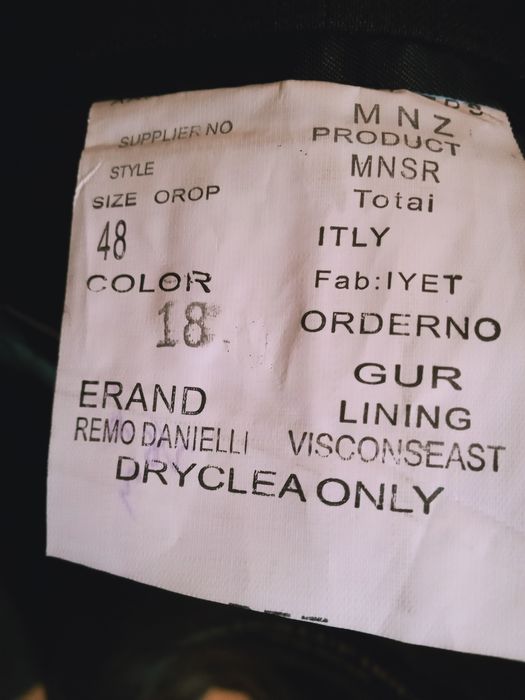 MNZ
SUPPLIER NO PRODUCT
STYLE MNSR
SIZE OROP Totai
48 ITLY
COLOR Fab:IYET
18 ORDERNO
GUR
ERAND LINING
REMO DANIELLI VISCONSEAST
DRYCLEA ONLY